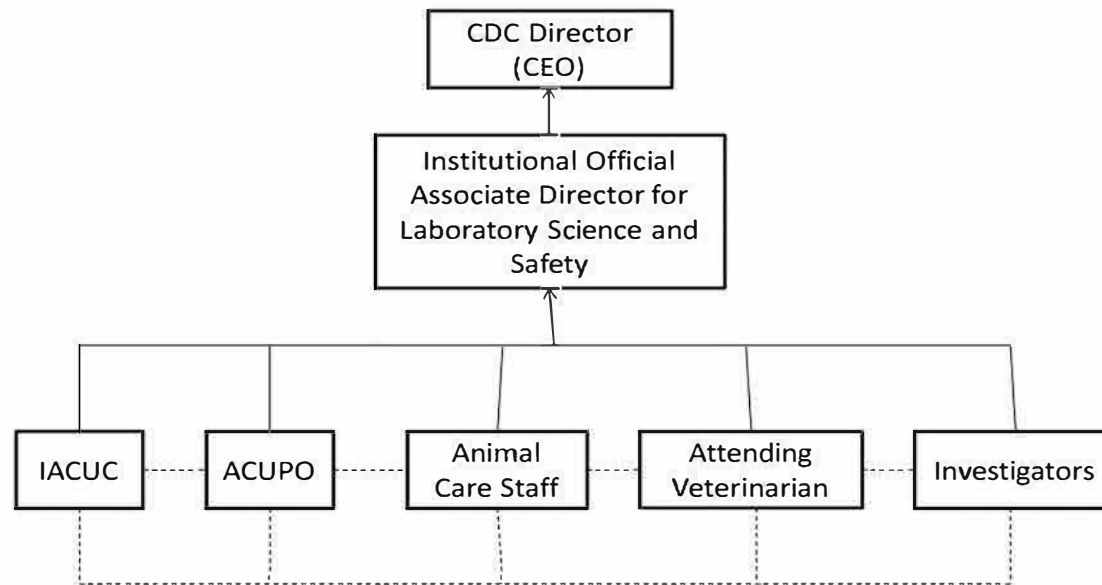 CDC Director
(CEO)
Institutional Official
Associate Director for
Laboratory Science and
Safety
IACUC
ACUPO
Animal
Care Staff
Attending
Veterinarian
Investigators